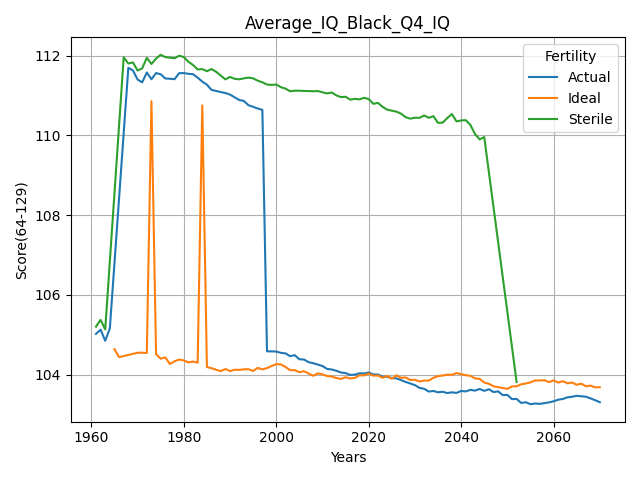 Average_IQ_Black_Q4_IQ
Fertility
Actual
Ideal
Sterile
Score(64-129)
112
110
108
106
104
1960
1980
2000
2020
2040
2060
Years